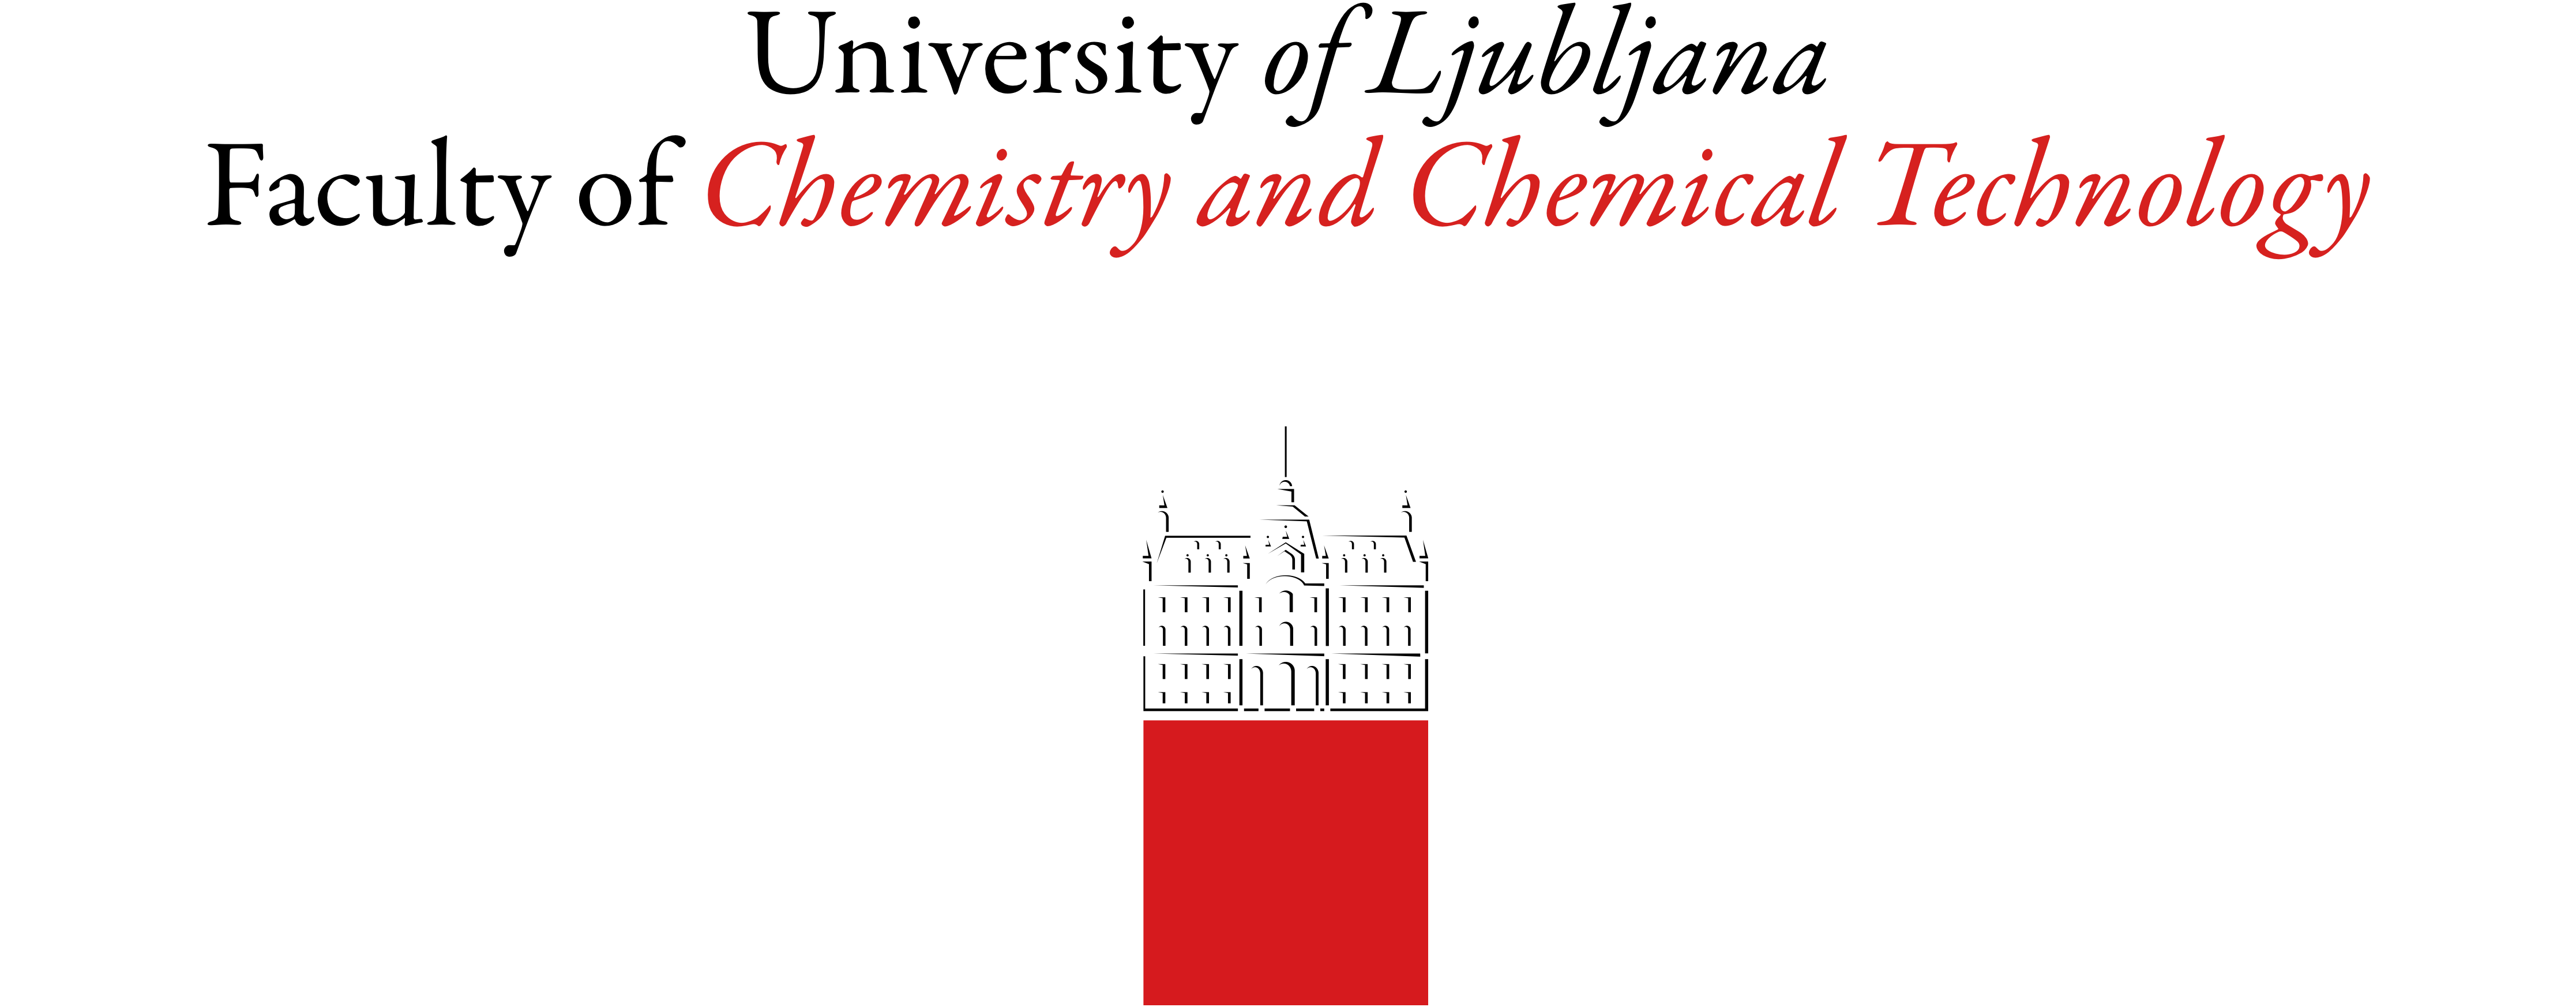 University of Ljubljana
Faculty of Chemistry and Chemical Technology